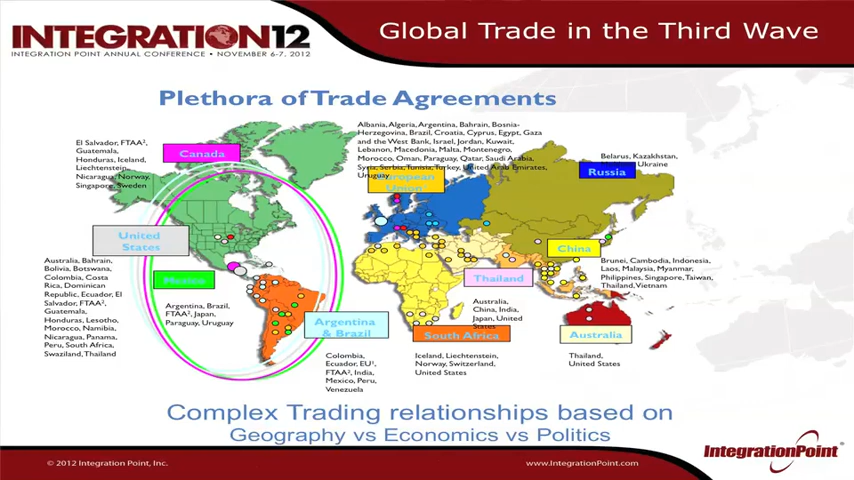 INTEGRATION12
INTEGRATION POINT ANNUAL CONFERENCE • NOVEMBER 6-7, 2012
Global Trade in the Third Wave
Plethora of Trade Agreements
El Salvador, FTAA²,
Guatemala,
Honduras, Iceland,
Liechtenstein,
Nicaragua, Norway,
Singapore, Sweden
Canada
Albania, Algeria, Argentina, Bahrain, Bosnia-
Herzegovina, Brazil, Croatia, Cyprus, Egypt, Gaza
and the West Bank, Israel, Jordan, Kuwait,
Lebanon, Macedonia, Malta, Montenegro,
Morocco, Oman, Paraguay, Qatar, Saudi Arabia,
Syria, Serbia, Tunisia, Turkey, United Arab Emirates,
Uruguay
European
Union
Russia
Belarus, Kazakhstan,
Ukraine
United
States
Australia, Bahrain,
Bolivia, Botswana,
Colombia, Costa
Rica, Dominican
Republic, Ecuador, El
Salvador, FTAA²,
Guatemala,
Honduras, Lesotho,
Morocco, Namibia,
Nicaragua, Panama,
Peru, South Africa,
Swaziland, Thailand
Mexico
Argentina, Brazil,
FTAA², Japan,
Paraguay, Uruguay
Argentina
& Brazil
Colombia,
Ecuador, EU¹,
FTAA², India,
Mexico, Peru,
Venezuela
Thailand
Australia,
China, India,
Japan, United
States
South Africa
Iceland, Liechtenstein,
Norway, Switzerland,
United States
China
Brunei, Cambodia, Indonesia,
Laos, Malaysia, Myanmar,
Philippines, Singapore, Taiwan,
Thailand, Vietnam
Australia
Thailand,
United States
Complex Trading relationships based on
Geography vs Economics vs Politics
© 2012 Integration Point, Inc.
www.IntegrationPoint.com
IntegrationPoint®